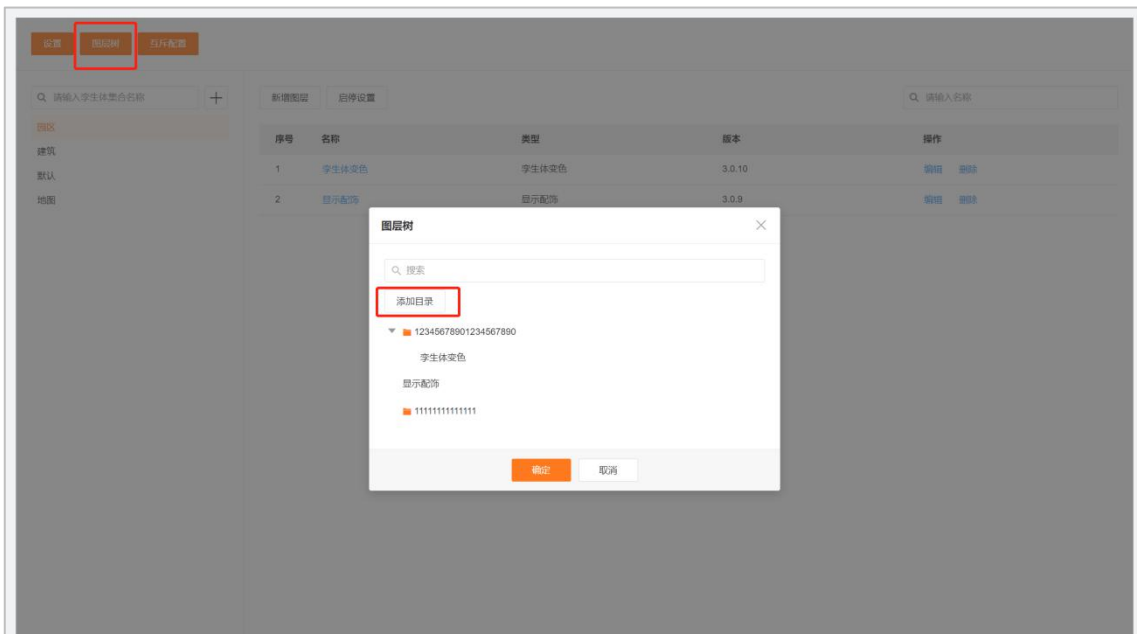 设置 图层树 互斥配置
请输入孪生体集合名称
新增图层 启停设置 请输入名称
园区
建筑
默认
地图
序号 名称 类型 版本 操作
1 孪生体变色 孪生体变色 3.0.10 编辑 删除
2 显示配饰 显示配饰 3.0.9 编辑 删除
图层树
搜索
添加目录
12345678901234567890
孪生体变色
显示配饰
11111111111111
确定 取消